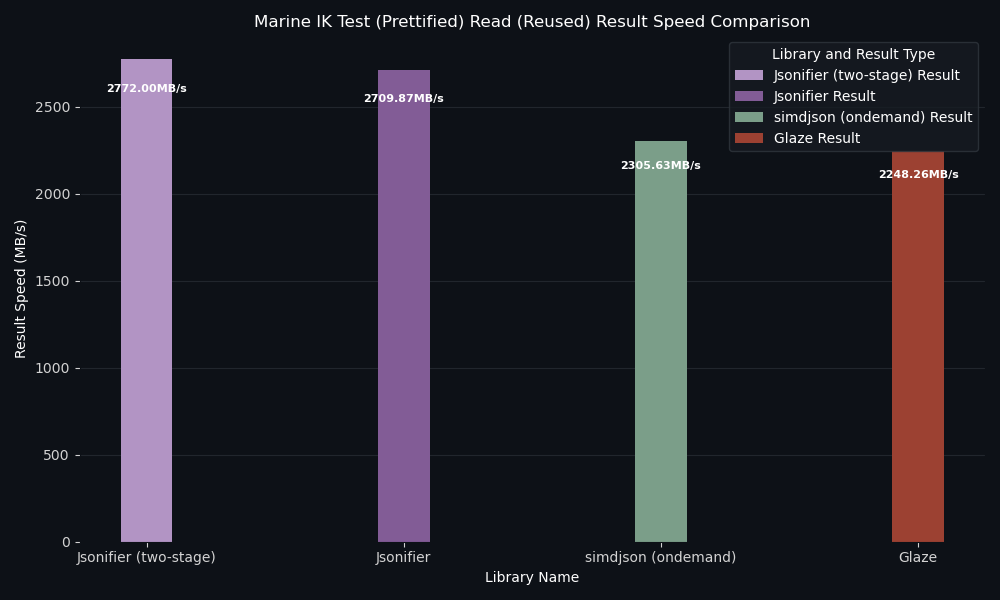 Marine IK Test (Prettified) Read (Reused) Result Speed Comparison
Library and Result Type
Jsonifier (two-stage) Result
Jsonifier Result
simdjson (ondemand) Result
Glaze Result
2772.00MB/s
2709.87MB/s
2305.63MB/s
2248.26MB/s
Result Speed (MB/s)
2500
2000
1500
1000
500
0
Jsonifier (two-stage)
Jsonifier
simdjson (ondemand)
Glaze
Library Name